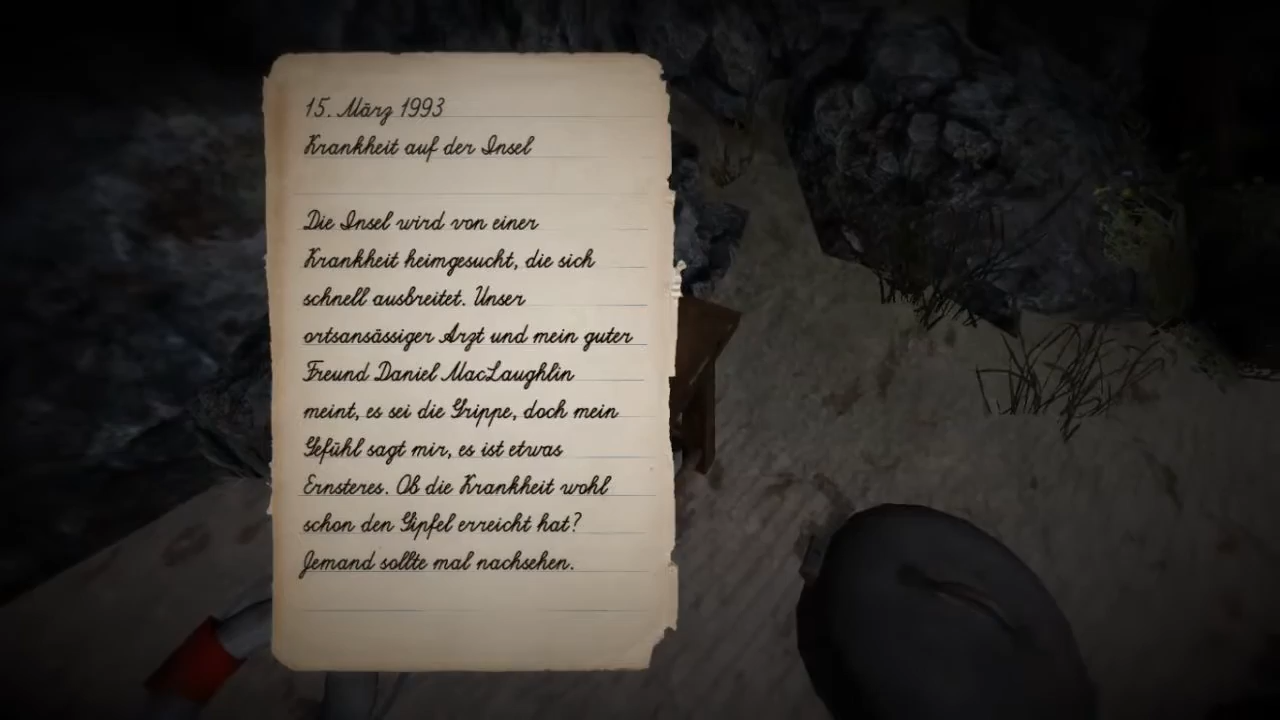 15. März 1993
Krankheit auf der Insel
Die Insel wird von einer
Krankheit heimgesucht, die sich
schnell ausbreitet. Unser
ortsansässiger Arzt und mein guter
Freund Daniel MacLaughlin
meint, es sei die Grippe, doch mein
Gefühl sagt mir, es ist etwas
Ernsteres. Ob die Krankheit wohl
schon den Gipfel erreicht hat?
Jemand sollte mal nachsehen.